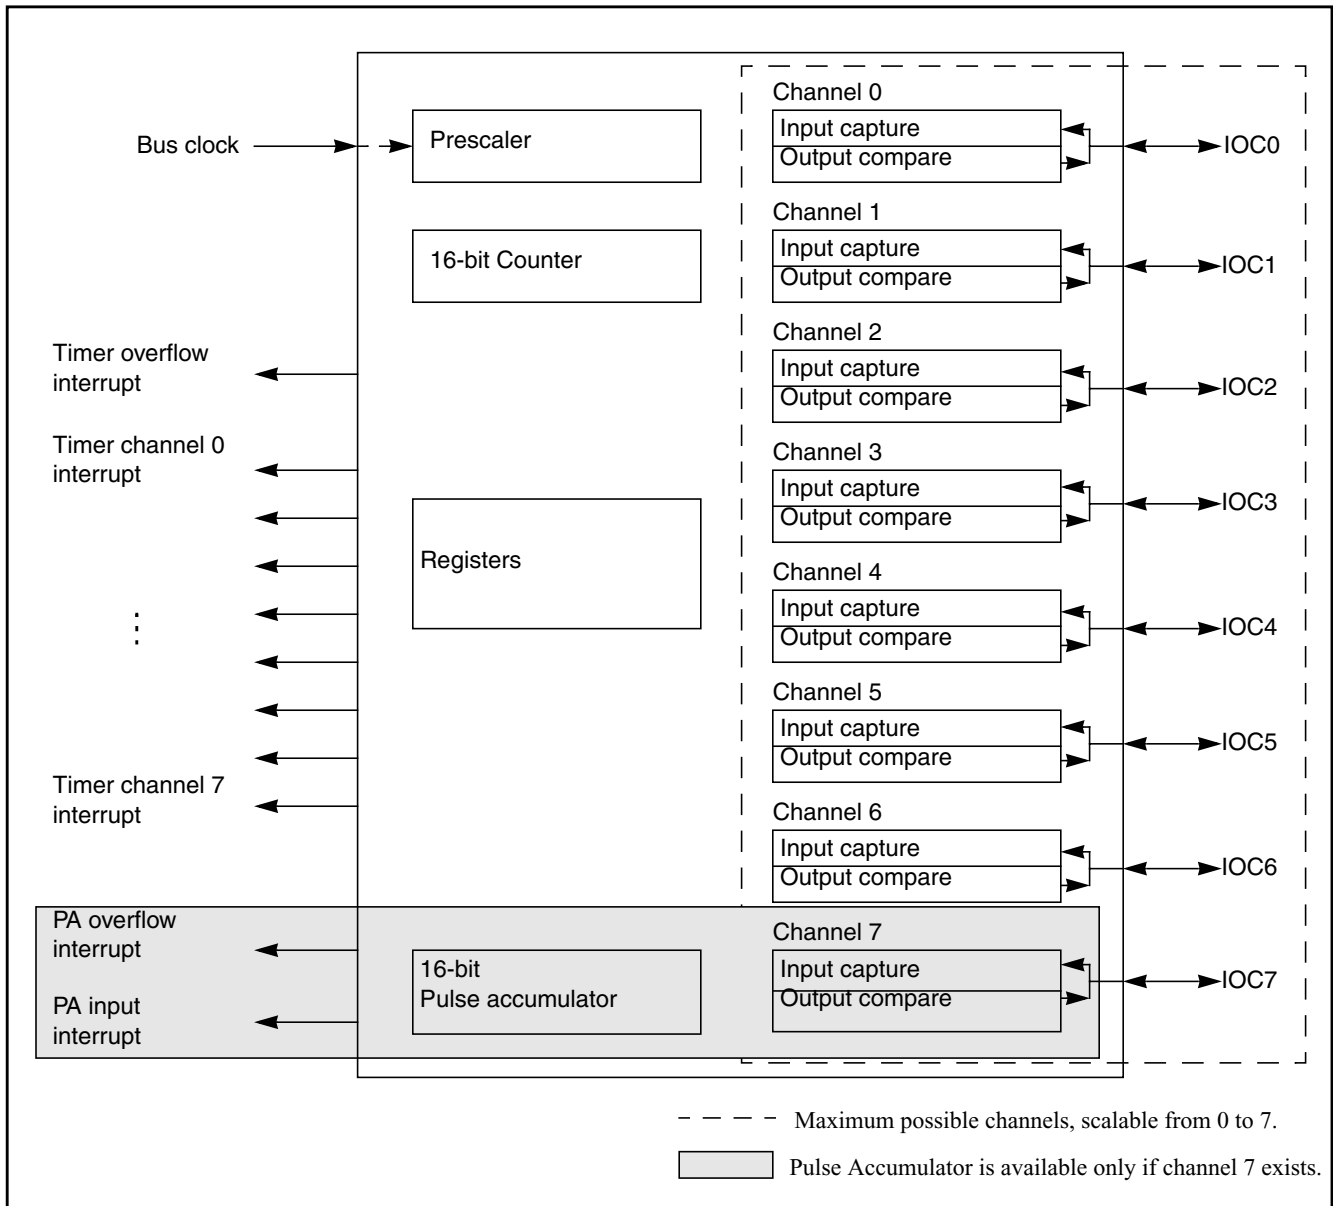 Bus clock
Prescaler
16-bit Counter
Timer overflow
interrupt
Timer channel 0
interrupt
Registers
Timer channel 7
interrupt
PA overflow
interrupt
PA input
interrupt
16-bit
Pulse accumulator
Channel 0
Input capture
Output compare
IOC0
Channel 1
Input capture
Output compare
IOC1
Channel 2
Input capture
Output compare
IOC2
Channel 3
Input capture
Output compare
IOC3
Channel 4
Input capture
Output compare
IOC4
Channel 5
Input capture
Output compare
IOC5
Channel 6
Input capture
Output compare
IOC6
Channel 7
Input capture
Output compare
IOC7
Maximum possible channels, scalable from 0 to 7.
Pulse Accumulator is available only if channel 7 exists.